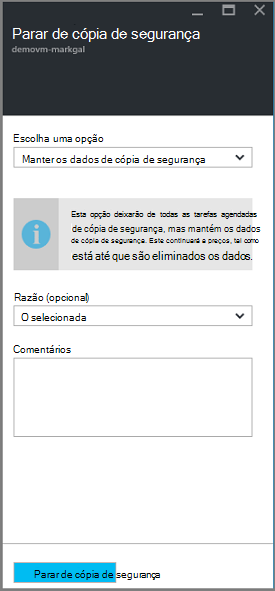 Parar de cópia de segurança
demovm-markgal
Escolha uma opção
Manter os dados de cópia de segurança
Esta opção deixarão de todas as tarefas agendadas
de cópia de segurança, mas mantém os dados
de cópia de segurança. Este continuará e preços, tal como
está até que são eliminados os dados.
Razão (opcional)
O selecionada
Comentários
Parar de cópia de segurança